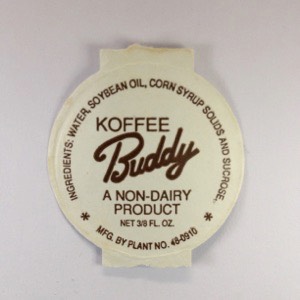 INGREDIENTS: WATER, SOYBEAN OIL, CORN SYRUP SOLIDS AND SUCROSE.
KOFFEE
Buddy
A NON-DAIRY
PRODUCT
NET 3/8 FL. OZ.
* MFG. BY PLANT NO. 48-0910 *